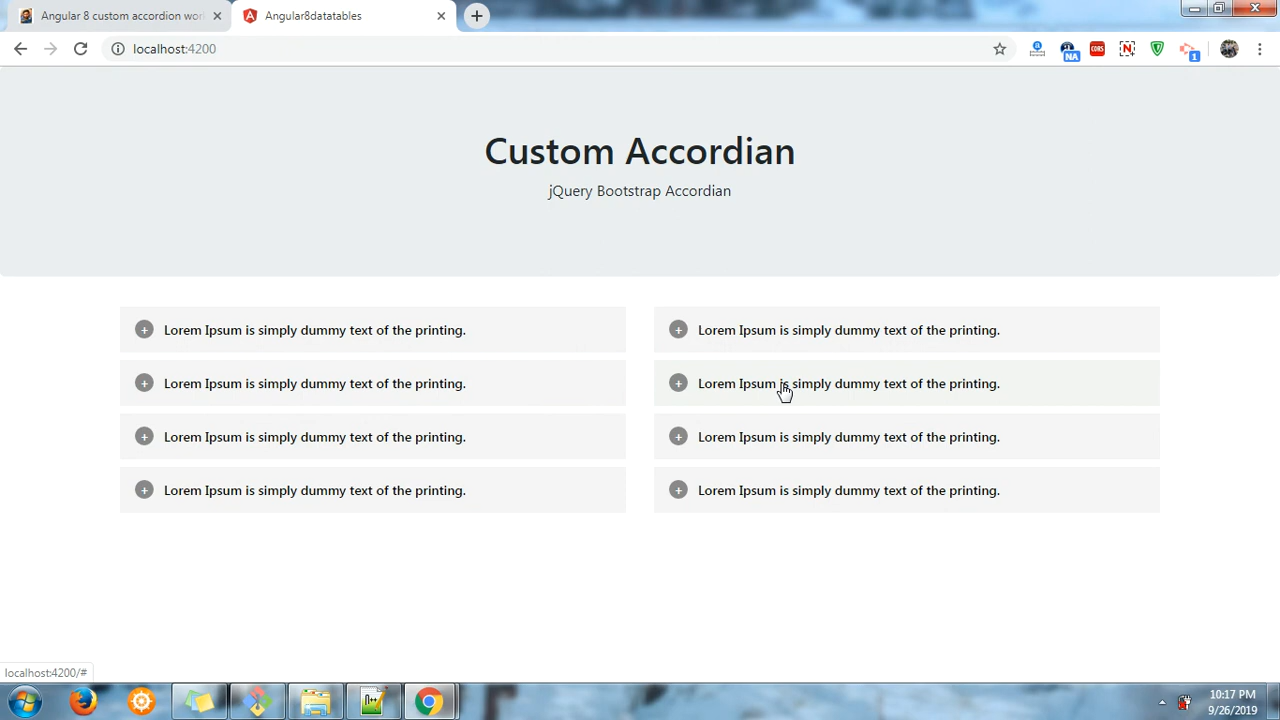 Angular 8 custom accordion wor
Angular8datatables
localhost:4200
NA
CORS
N
1
Custom Accordian
jQuery Bootstrap Accordian
+ Lorem Ipsum is simply dummy text of the printing.
+ Lorem Ipsum is simply dummy text of the printing.
+ Lorem Ipsum is simply dummy text of the printing.
+ Lorem Ipsum is simply dummy text of the printing.
+ Lorem Ipsum is simply dummy text of the printing.
+ Lorem Ipsum is simply dummy text of the printing.
+ Lorem Ipsum is simply dummy text of the printing.
+ Lorem Ipsum is simply dummy text of the printing.
localhost:4200/#
10:17 PM
9/26/2019